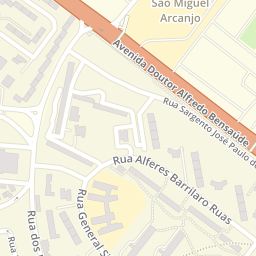 São Miguel
Arcanjo
Avenida Doutor Alfredo Bensaúde
Rua Sargento José Paulo d
Rua Alferes Barrilaro Ruas
Rua General S
Rua dos